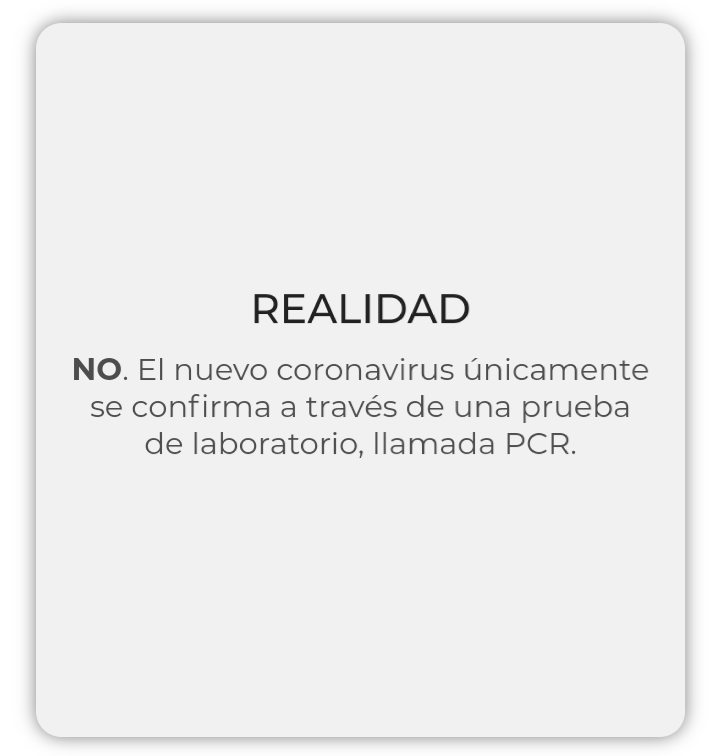 REALIDAD
NO. El nuevo coronavirus únicamente
se confirma a través de una prueba
de laboratorio, llamada PCR.